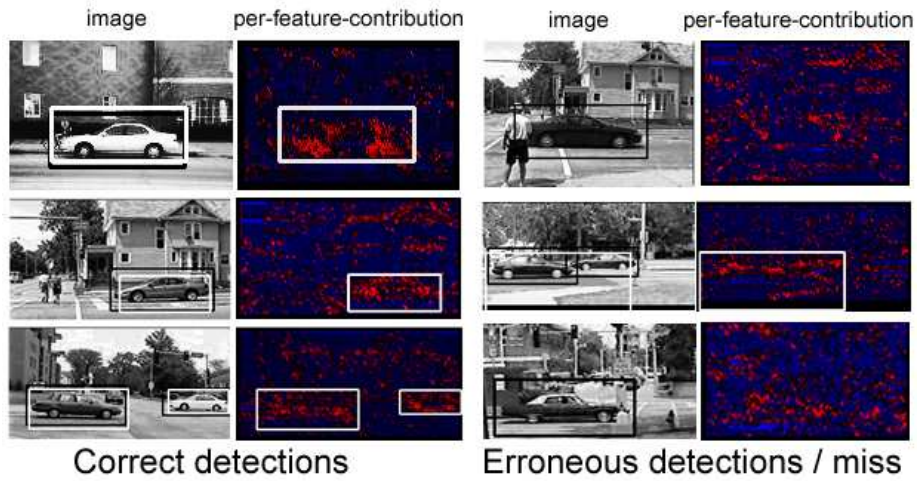 image per-feature-contribution image per-feature-contribution
Correct detections Erroneous detections / miss